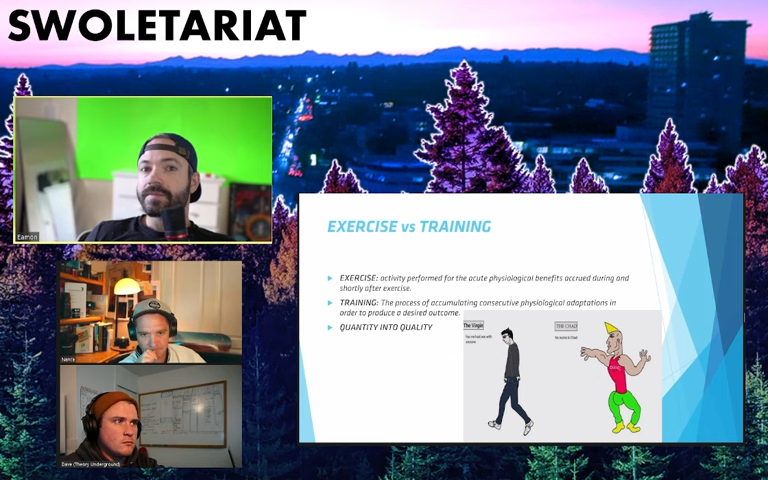 SWOLETARIAT
Eamon
EXERCISE vs TRAINING
EXERCISE: activity performed for the acute physiological benefits accrued during and
shortly after exercise.
TRAINING: The process of accumulating consecutive physiological adaptations in
order to produce a desired outcome.
QUANTITY INTO QUALITY
The Virgin
THE CHAD
Dave (Theory Underground)